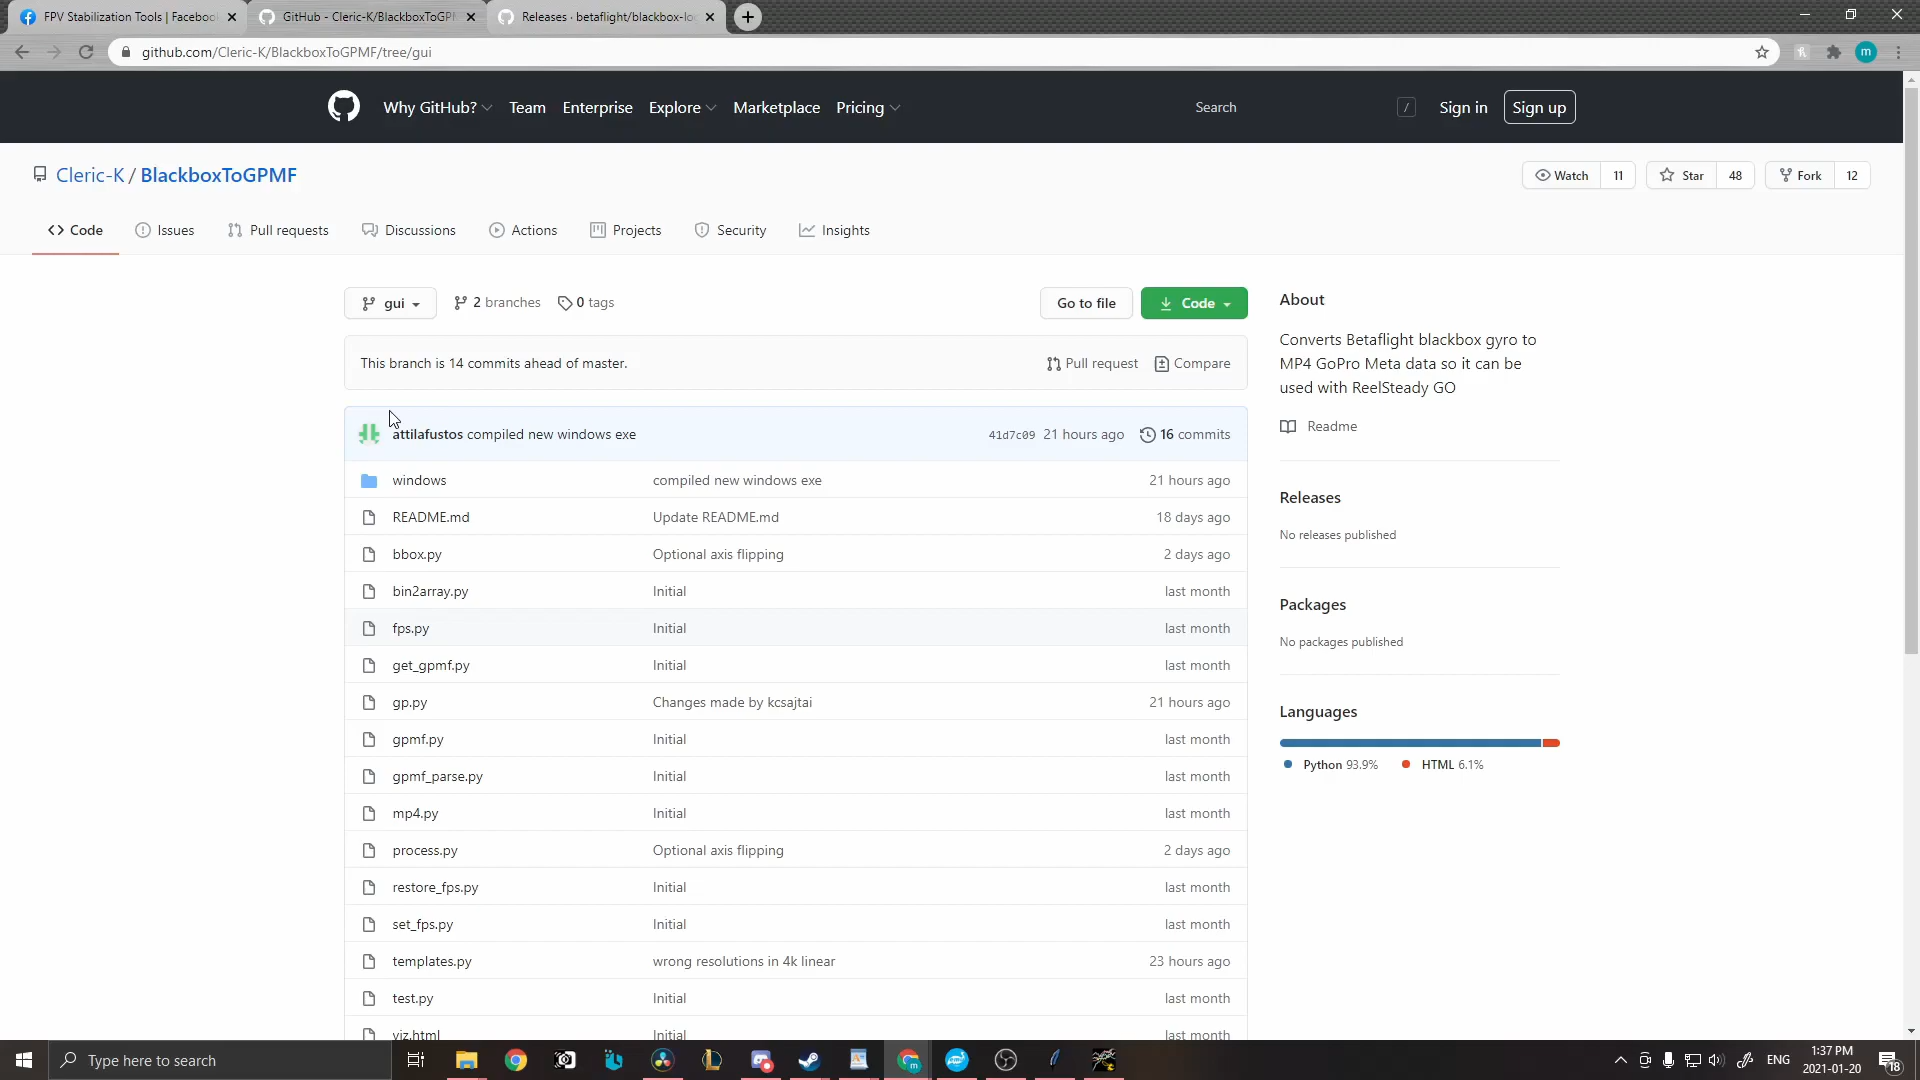 FPV Stabilization Tools | Faceboo
GitHub - Cleric-K/BlackboxToGPM
Releases · betaflight/blackbox-lo
github.com/Cleric-K/BlackboxToGPMF/tree/gui
m
Why GitHub? Team Enterprise Explore Marketplace Pricing Search / Sign in Sign up
Cleric-K / BlackboxToGPMF
Watch 11 Star 48 Fork 12
Code Issues Pull requests Discussions Actions Projects Security Insights
gui 2 branches 0 tags Go to file Code
This branch is 14 commits ahead of master. Pull request Compare
attilafustos compiled new windows exe 41d7c09 21 hours ago 16 commits
windows compiled new windows exe 21 hours ago
README.md Update README.md 18 days ago
bbox.py Optional axis flipping 2 days ago
bin2array.py Initial last month
fps.py Initial last month
get_gpmf.py Initial last month
gp.py Changes made by kcsajtai 21 hours ago
gpmf.py Initial last month
gpmf_parse.py Initial last month
mp4.py Initial last month
process.py Optional axis flipping 2 days ago
restore_fps.py Initial last month
set_fps.py Initial last month
templates.py wrong resolutions in 4k linear 23 hours ago
test.py Initial last month
viz.html Initial last month
About
Converts Betaflight blackbox gyro to
MP4 GoPro Meta data so it can be
used with ReelSteady GO
Readme
Releases
No releases published
Packages
No packages published
Languages
Python 93.9% HTML 6.1%
Type here to search
ENG
1:37 PM
2021-01-20
18